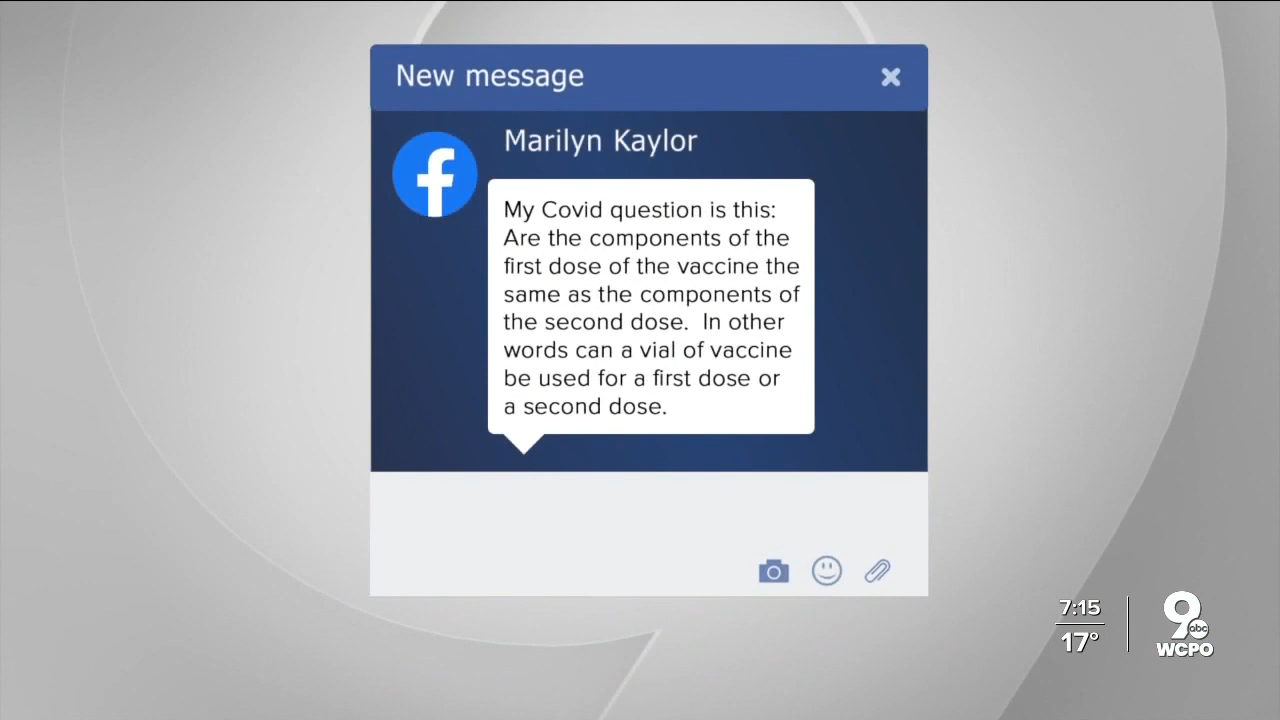 New message
Marilyn Kaylor
My Covid question is this:
Are the components of the
first dose of the vaccine the
same as the components of
the second dose.  In other
words can a vial of vaccine
be used for a first dose or
a second dose.
7:15
17°
9
abc
WCPO